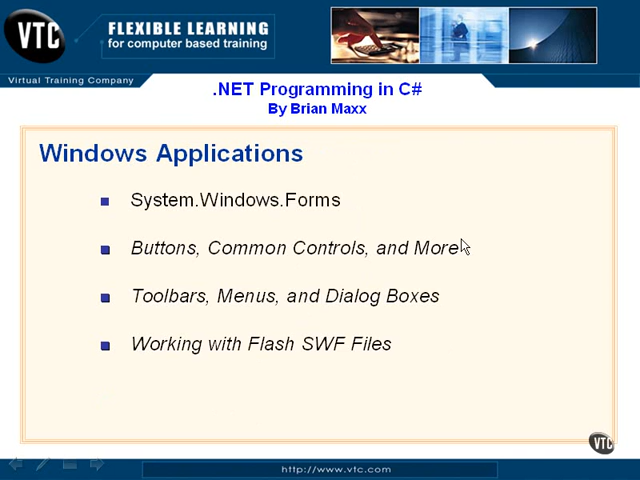 VTC
FLEXIBLE LEARNING
for computer based training
Virtual Training Company
.NET Programming in C#
By Brian Maxx
Windows Applications
System.Windows.Forms
Buttons, Common Controls, and More
Toolbars, Menus, and Dialog Boxes
Working with Flash SWF Files
VTC
http://www.vtc.com